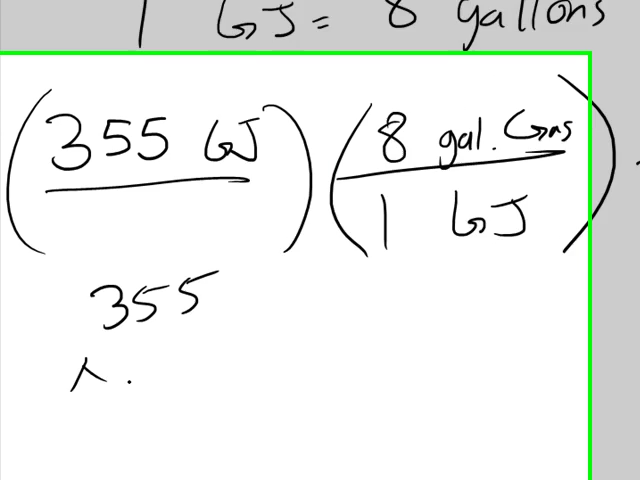 1 GJ = 8 gallons
(355 GJ) (8 gal. Gas
1 GJ)
355